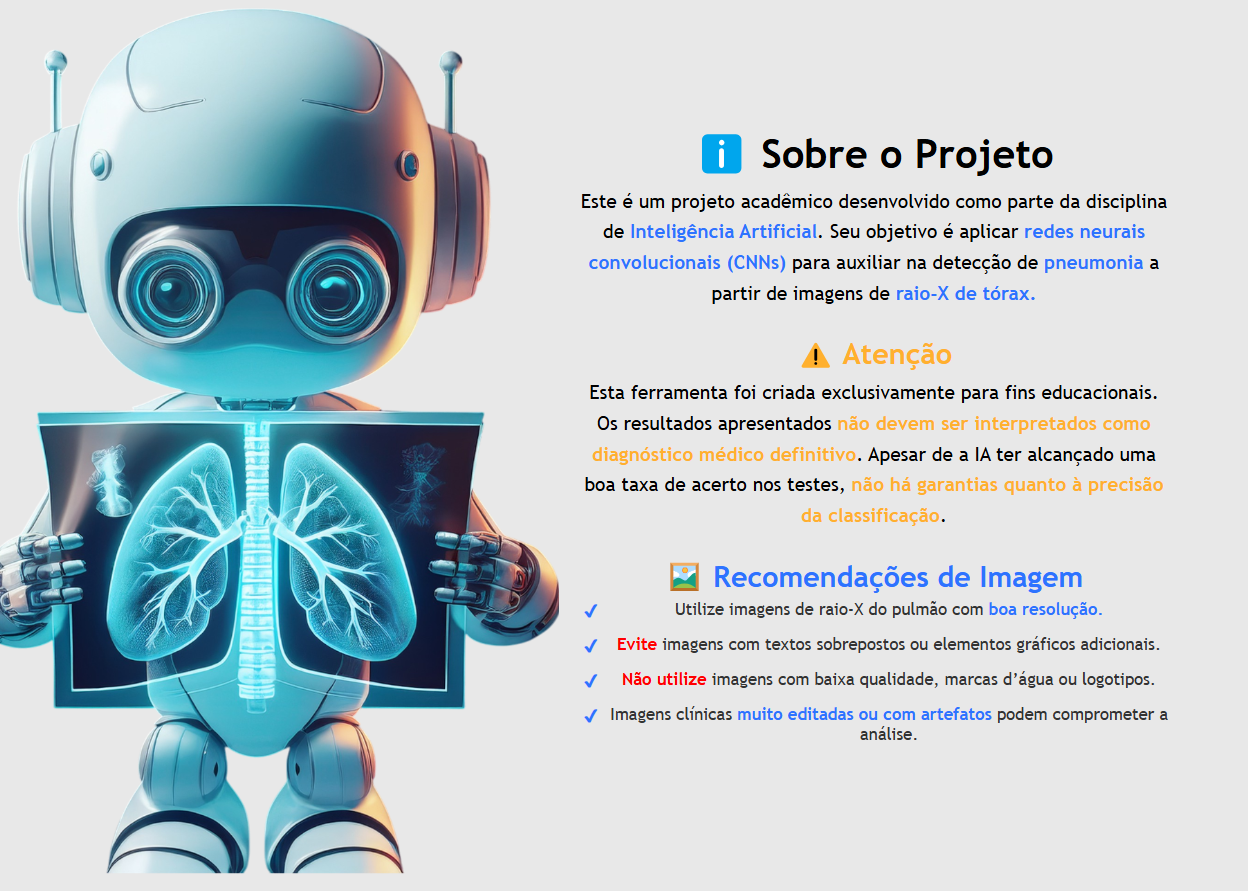 Sobre o Projeto
Este é um projeto acadêmico desenvolvido como parte da disciplina
de Inteligência Artificial. Seu objetivo é aplicar redes neurais
convolucionais (CNNs) para auxiliar na detecção de pneumonia a
partir de imagens de raio-X de tórax.
Atenção
Esta ferramenta foi criada exclusivamente para fins educacionais.
Os resultados apresentados não devem ser interpretados como
diagnóstico médico definitivo. Apesar de a IA ter alcançado uma
boa taxa de acerto nos testes, não há garantias quanto à precisão
da classificação.
Recomendações de Imagem
Utilize imagens de raio-X do pulmão com boa resolução.
Evite imagens com textos sobrepostos ou elementos gráficos adicionais.
Não utilize imagens com baixa qualidade, marcas d’água ou logotipos.
Imagens clínicas muito editadas ou com artefatos podem comprometer a
análise.